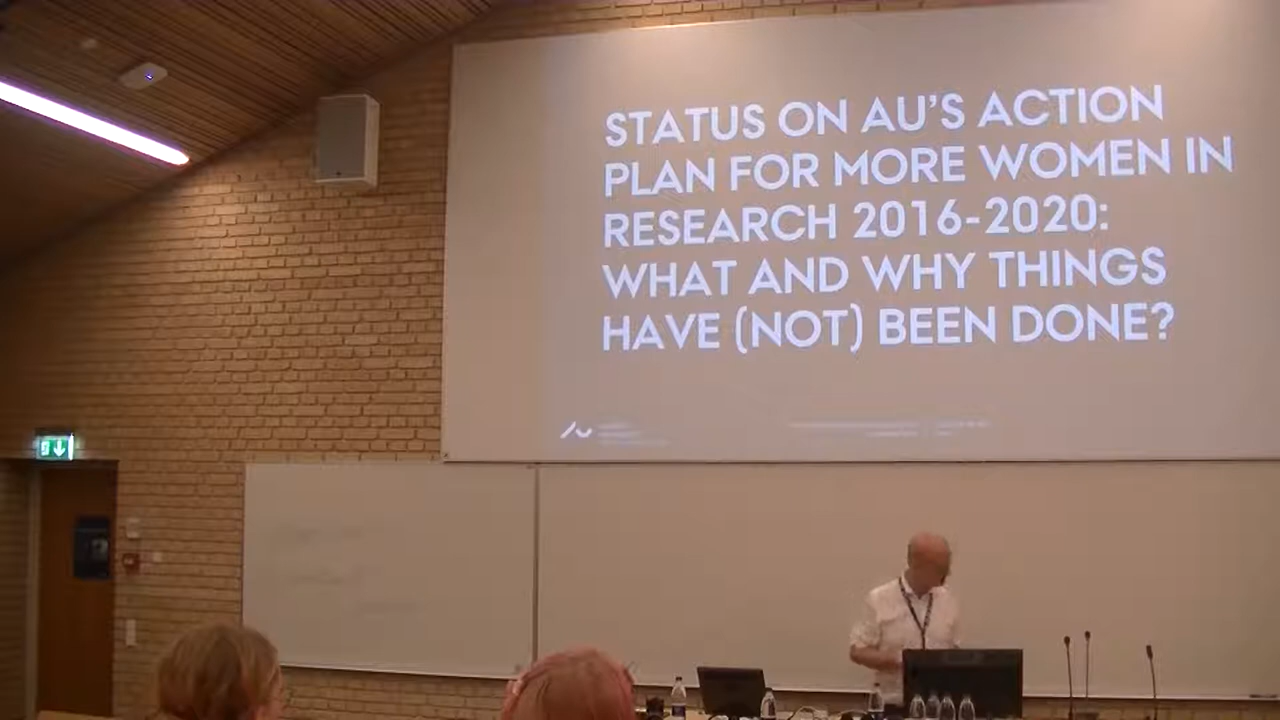 STATUS ON AU'S ACTION
PLAN FOR MORE WOMEN IN
RESEARCH 2016-2020:
WHAT AND WHY THINGS
HAVE (NOT) BEEN DONE?